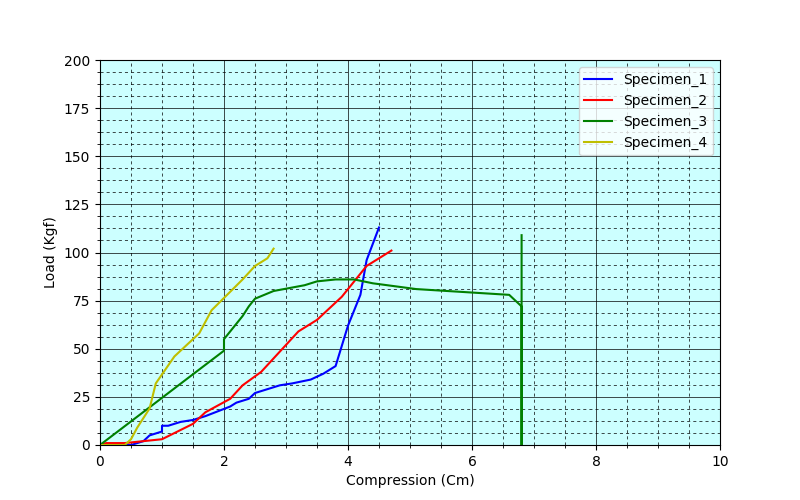 200
175
150
125
100
75
50
25
0
Load (Kgf)
0 2 4 6 8 10
Compression (Cm)
Specimen_1
Specimen_2
Specimen_3
Specimen_4